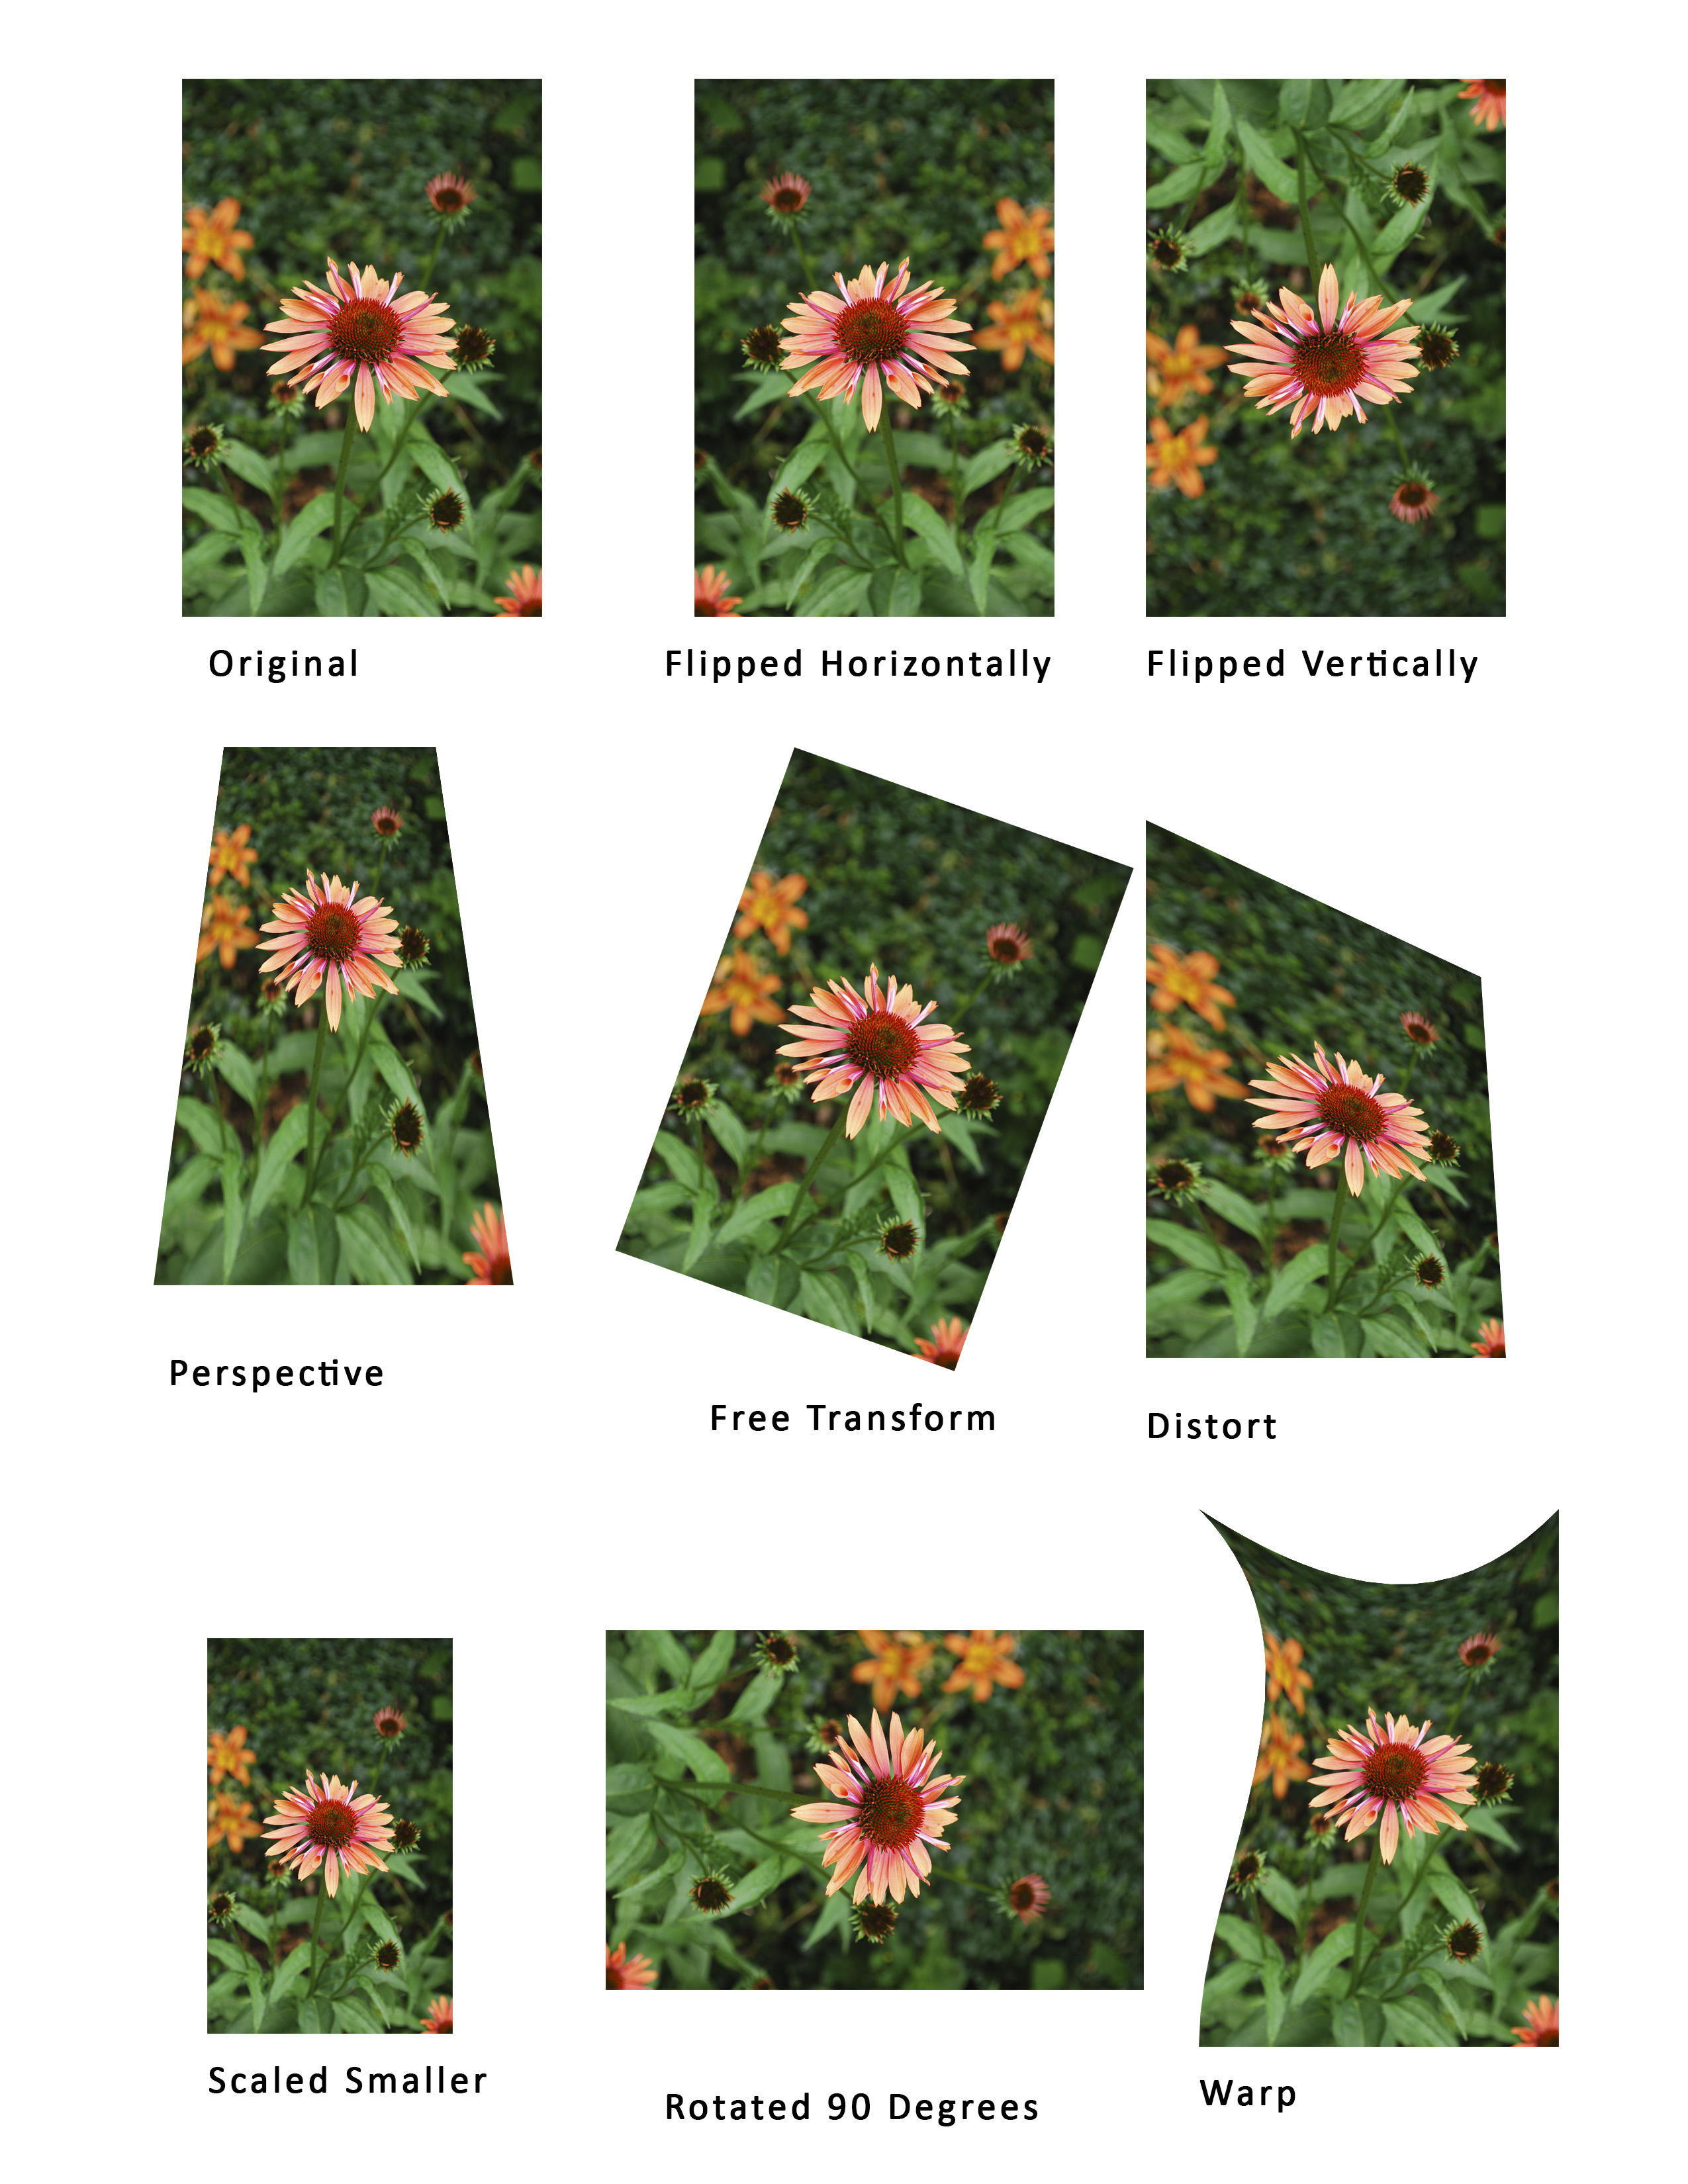 Original
Flipped Horizontally
Flipped Vertically
Perspective
Free Transform
Distort
Scaled Smaller
Rotated 90 Degrees
Warp